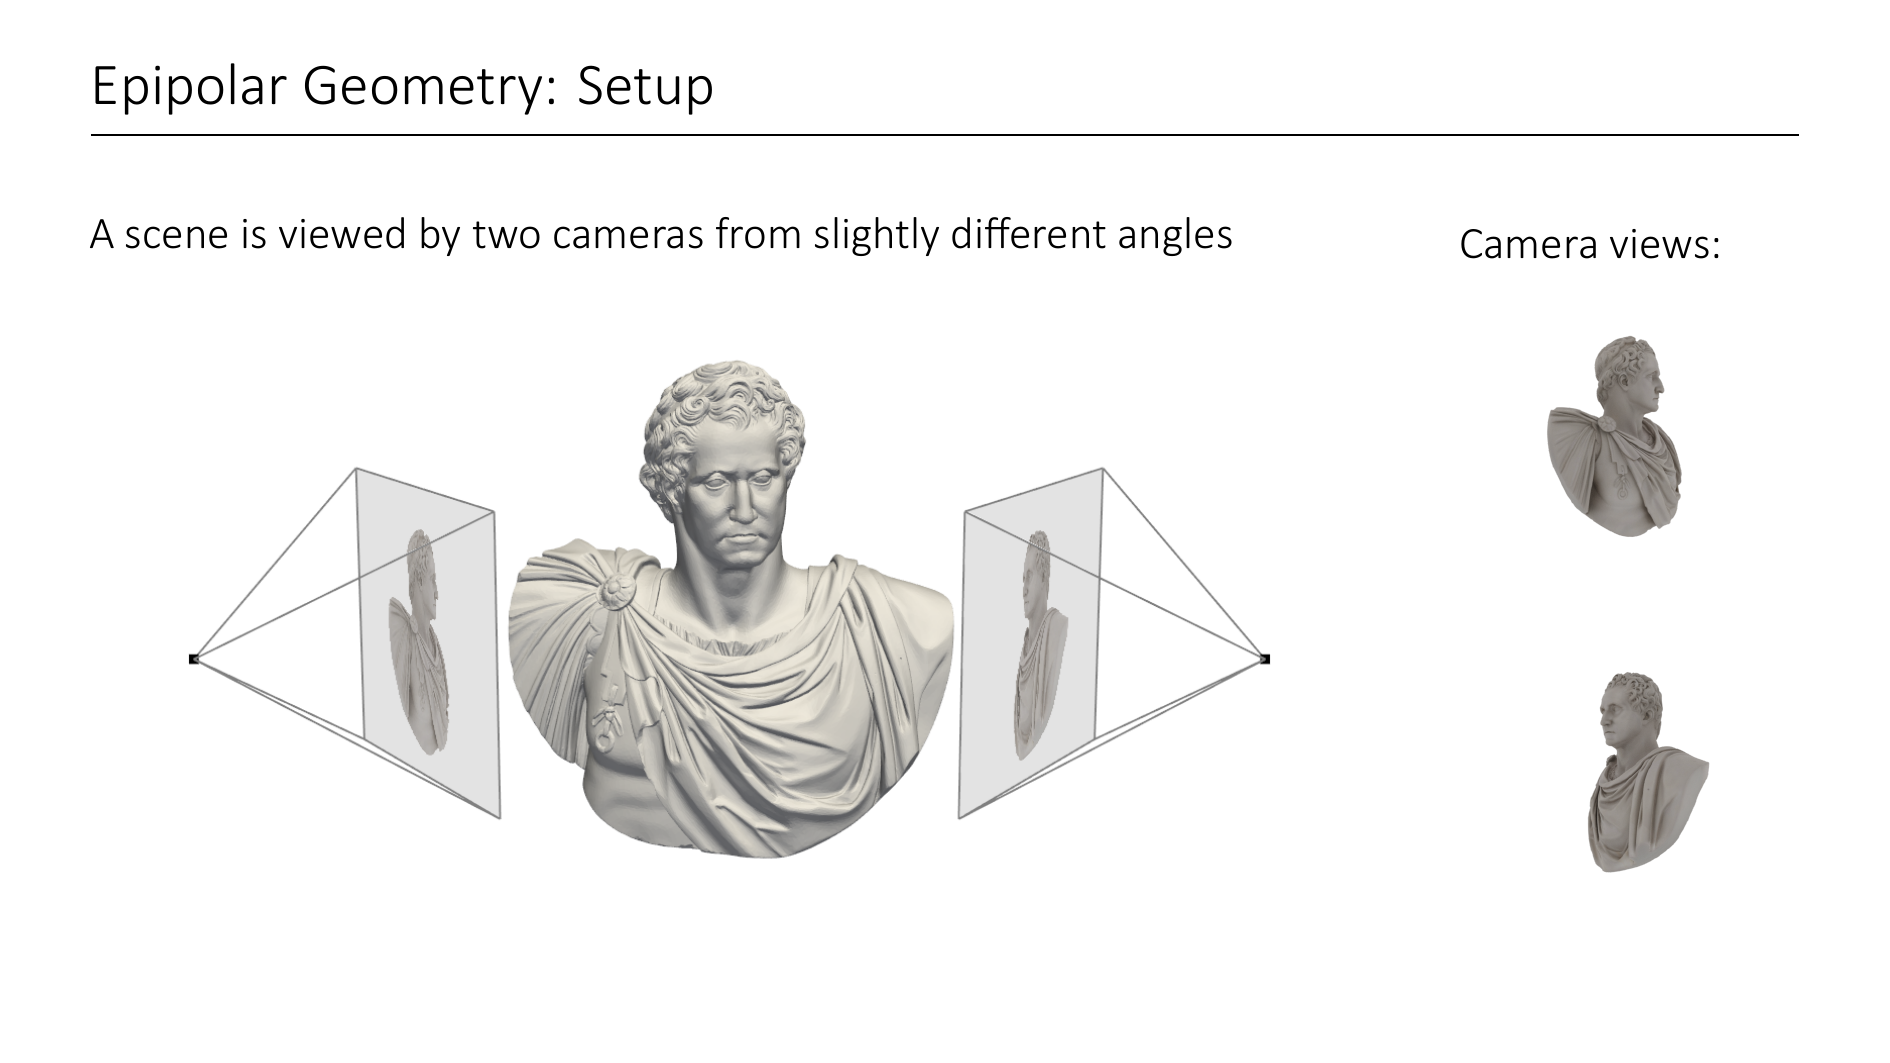 Epipolar Geometry: Setup
A scene is viewed by two cameras from slightly different angles
Camera views: